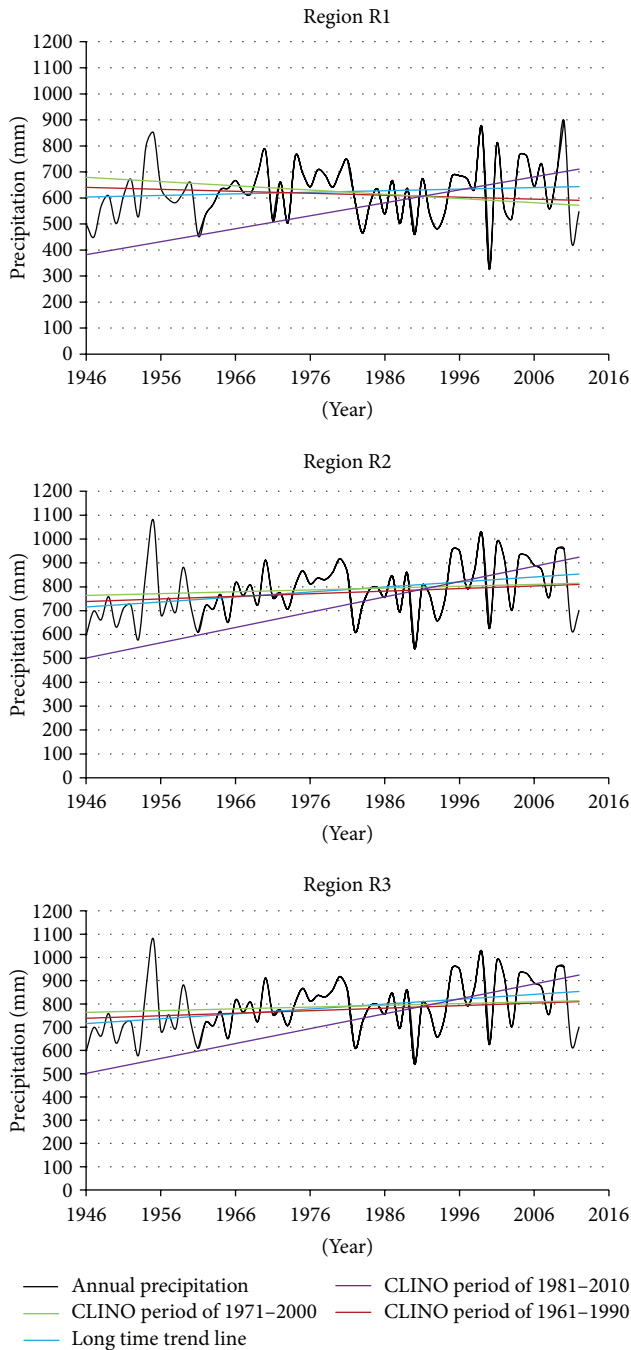 Region R1
1200
1100
1000
900
800
700
600
500
400
300
200
100
0
Precipitation (mm)
1946 1956 1966 1976 1986 1996 2006 2016
(Year)
Region R2
1200
1100
1000
900
800
700
600
500
400
300
200
100
0
Precipitation (mm)
1946 1956 1966 1976 1986 1996 2006 2016
(Year)
Region R3
1200
1100
1000
900
800
700
600
500
400
300
200
100
0
Precipitation (mm)
1946 1956 1966 1976 1986 1996 2006 2016
(Year)
Annual precipitation
CLINO period of 1971–2000
Long time trend line
CLINO period of 1981–2010
CLINO period of 1961–1990